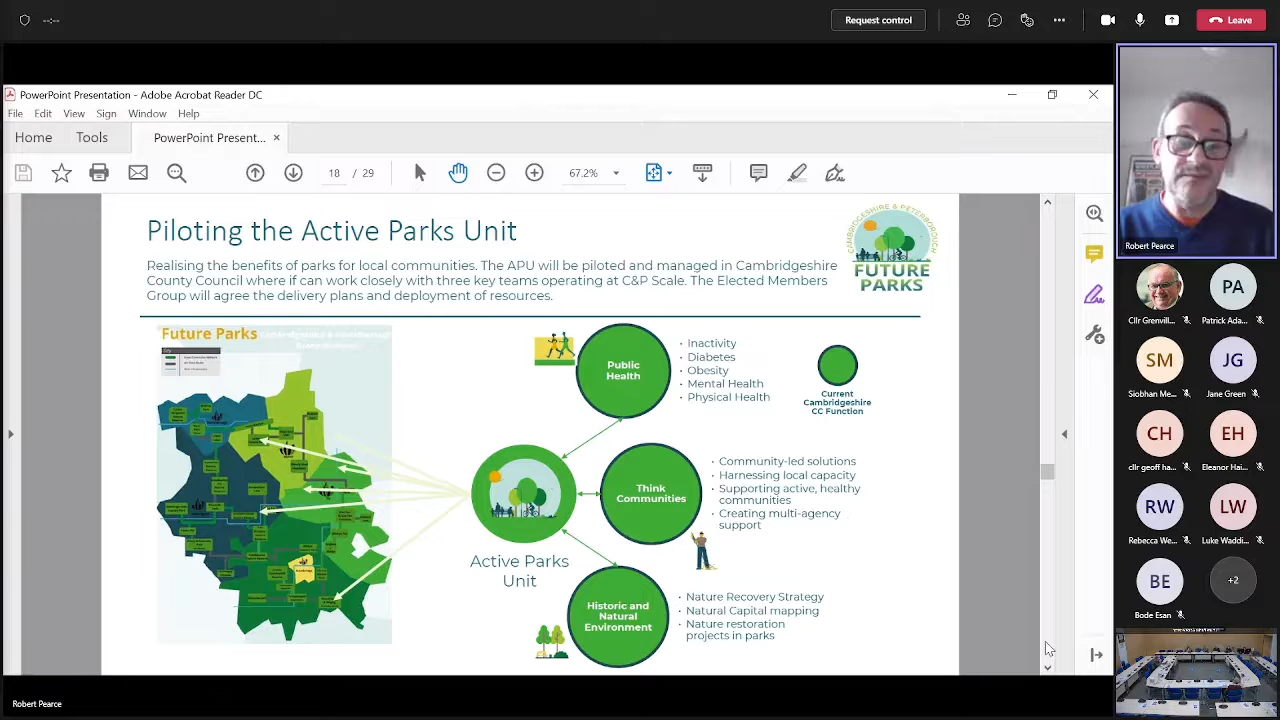 --:--
Request control
Leave
PowerPoint Presentation - Adobe Acrobat Reader DC
File Edit View Sign Window Help
Home Tools PowerPoint Present... ×
18 / 29
67.2%
Piloting the Active Parks Unit
Realising the benefits of parks for local communities. The APU will be piloted and managed in Cambridgeshire
County Council where if can work closely with three key teams operating at C&P Scale. The Elected Members
Group will agree the delivery plans and deployment of resources.
CAMBRIDGESHIRE & PETERBOROUGH
FUTURE
PARKS
Future Parks
Public
Health
• Inactivity
• Diabetes
• Obesity
• Mental Health
• Physical Health
Current
Cambridgeshire
CC Function
Think
Communities
• Community-led solutions
• Harnessing local capacity
• Supporting active, healthy
communities
• Creating multi-agency
support
Active Parks
Unit
Historic and
Natural
Environment
• Nature Recovery Strategy
• Natural Capital mapping
• Nature restoration
projects in parks
Robert Pearce
Cllr Grenvill...
PA
Patrick Ada...
SM
Siobhan Me...
JG
Jane Green
CH
cllr geoff ha...
EH
Eleanor Har...
RW
Rebecca We...
LW
Luke Waddi...
BE
Bode Esan
+2
Robert Pearce